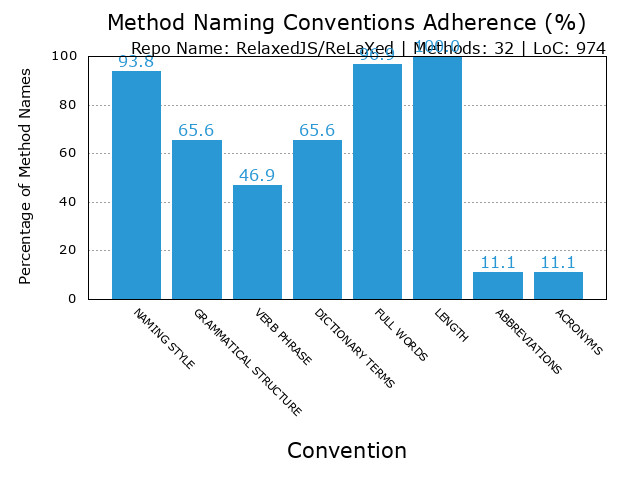 Method Naming Conventions Adherence (%)
Repo Name: RelaxedJS/ReLaXed | Methods: 32 | LoC: 974
Percentage of Method Names
100
80
60
40
20
0
93.8
65.6
46.9
65.6
96.9
100.0
11.1
11.1
NAMING STYLE
GRAMMATICAL STRUCTURE
VERB PHRASE
DICTIONARY TERMS
FULL WORDS
LENGTH
ABBREVIATIONS
ACRONYMS
Convention